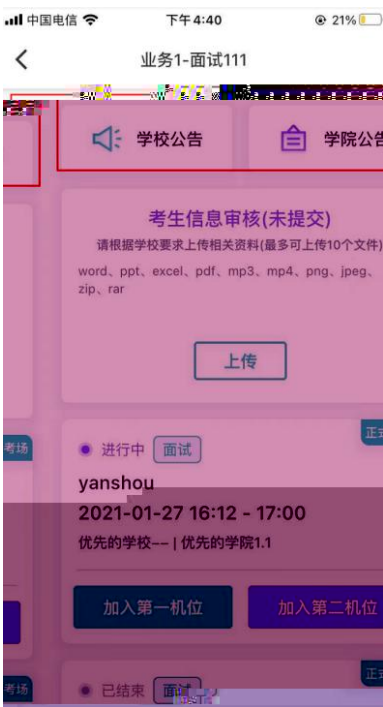 中国电信
下午4:40
21%
业务1-面试111
学校公告
学院公告
考生信息审核(未提交)
请根据学校要求上传相关资料(最多可上传10个文件)
word、ppt、excel、pdf、mp3、mp4、png、jpeg、
zip、rar
上传
考场
正式
进行中
面试
yanshou
2021-01-27 16:12 - 17:00
优先的学校-- | 优先的学院1.1
加入第一机位
加入第二机位
考场
已结束
面试
正式